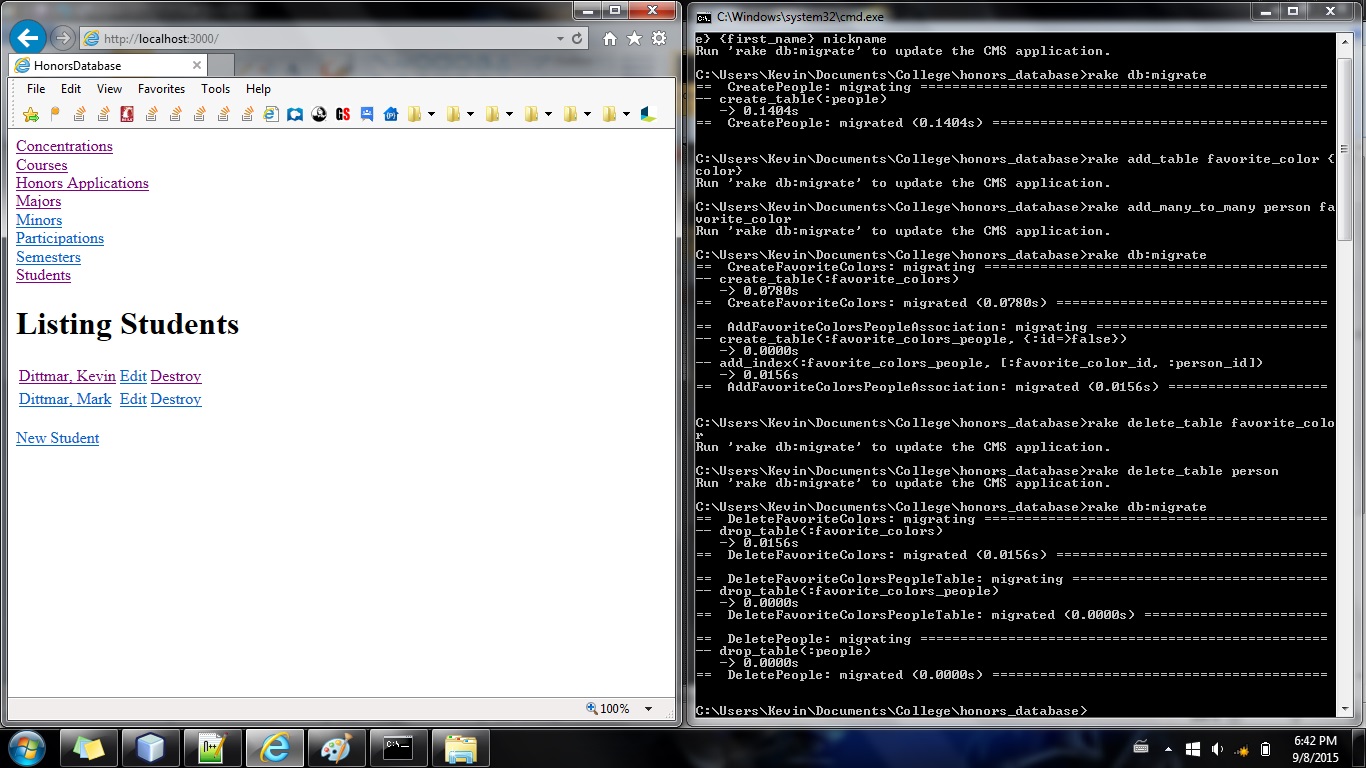 http://localhost:3000/
HonorsDatabase
File Edit View Favorites Tools Help
GS
Concentrations
Courses
Honors Applications
Majors
Minors
Participations
Semesters
Students
Listing Students
Dittmar, Kevin Edit Destroy
Dittmar, Mark Edit Destroy
New Student
100%
C:\Windows\system32\cmd.exe
e} {first_name} nickname
Run 'rake db:migrate' to update the CMS application.
C:\Users\Kevin\Documents\College\honors_database>rake db:migrate
==  CreatePeople: migrating ===================================================
-- create_table(:people)
   -> 0.1404s
==  CreatePeople: migrated (0.1404s) ==========================================
C:\Users\Kevin\Documents\College\honors_database>rake add_table favorite_color {
color}
Run 'rake db:migrate' to update the CMS application.
C:\Users\Kevin\Documents\College\honors_database>rake add_many_to_many person fa
vorite_color
Run 'rake db:migrate' to update the CMS application.
C:\Users\Kevin\Documents\College\honors_database>rake db:migrate
==  CreateFavoriteColors: migrating ===========================================
-- create_table(:favorite_colors)
   -> 0.0780s
==  CreateFavoriteColors: migrated (0.0780s) ==================================
==  AddFavoriteColorsPeopleAssociation: migrating =============================
-- create_table(:favorite_colors_people, {:id=>false})
   -> 0.0000s
-- add_index(:favorite_colors_people, [:favorite_color_id, :person_id])
   -> 0.0156s
==  AddFavoriteColorsPeopleAssociation: migrated (0.0156s) ====================
C:\Users\Kevin\Documents\College\honors_database>rake delete_table favorite_colo
r
Run 'rake db:migrate' to update the CMS application.
C:\Users\Kevin\Documents\College\honors_database>rake delete_table person
Run 'rake db:migrate' to update the CMS application.
C:\Users\Kevin\Documents\College\honors_database>rake db:migrate
==  DeleteFavoriteColors: migrating ===========================================
-- drop_table(:favorite_colors)
   -> 0.0156s
==  DeleteFavoriteColors: migrated (0.0156s) ==================================
==  DeleteFavoriteColorsPeopleTable: migrating ================================
-- drop_table(:favorite_colors_people)
   -> 0.0000s
==  DeleteFavoriteColorsPeopleTable: migrated (0.0000s) =======================
==  DeletePeople: migrating ===================================================
-- drop_table(:people)
   -> 0.0000s
==  DeletePeople: migrated (0.0000s) ==========================================
C:\Users\Kevin\Documents\College\honors_database>
6:42 PM
9/8/2015